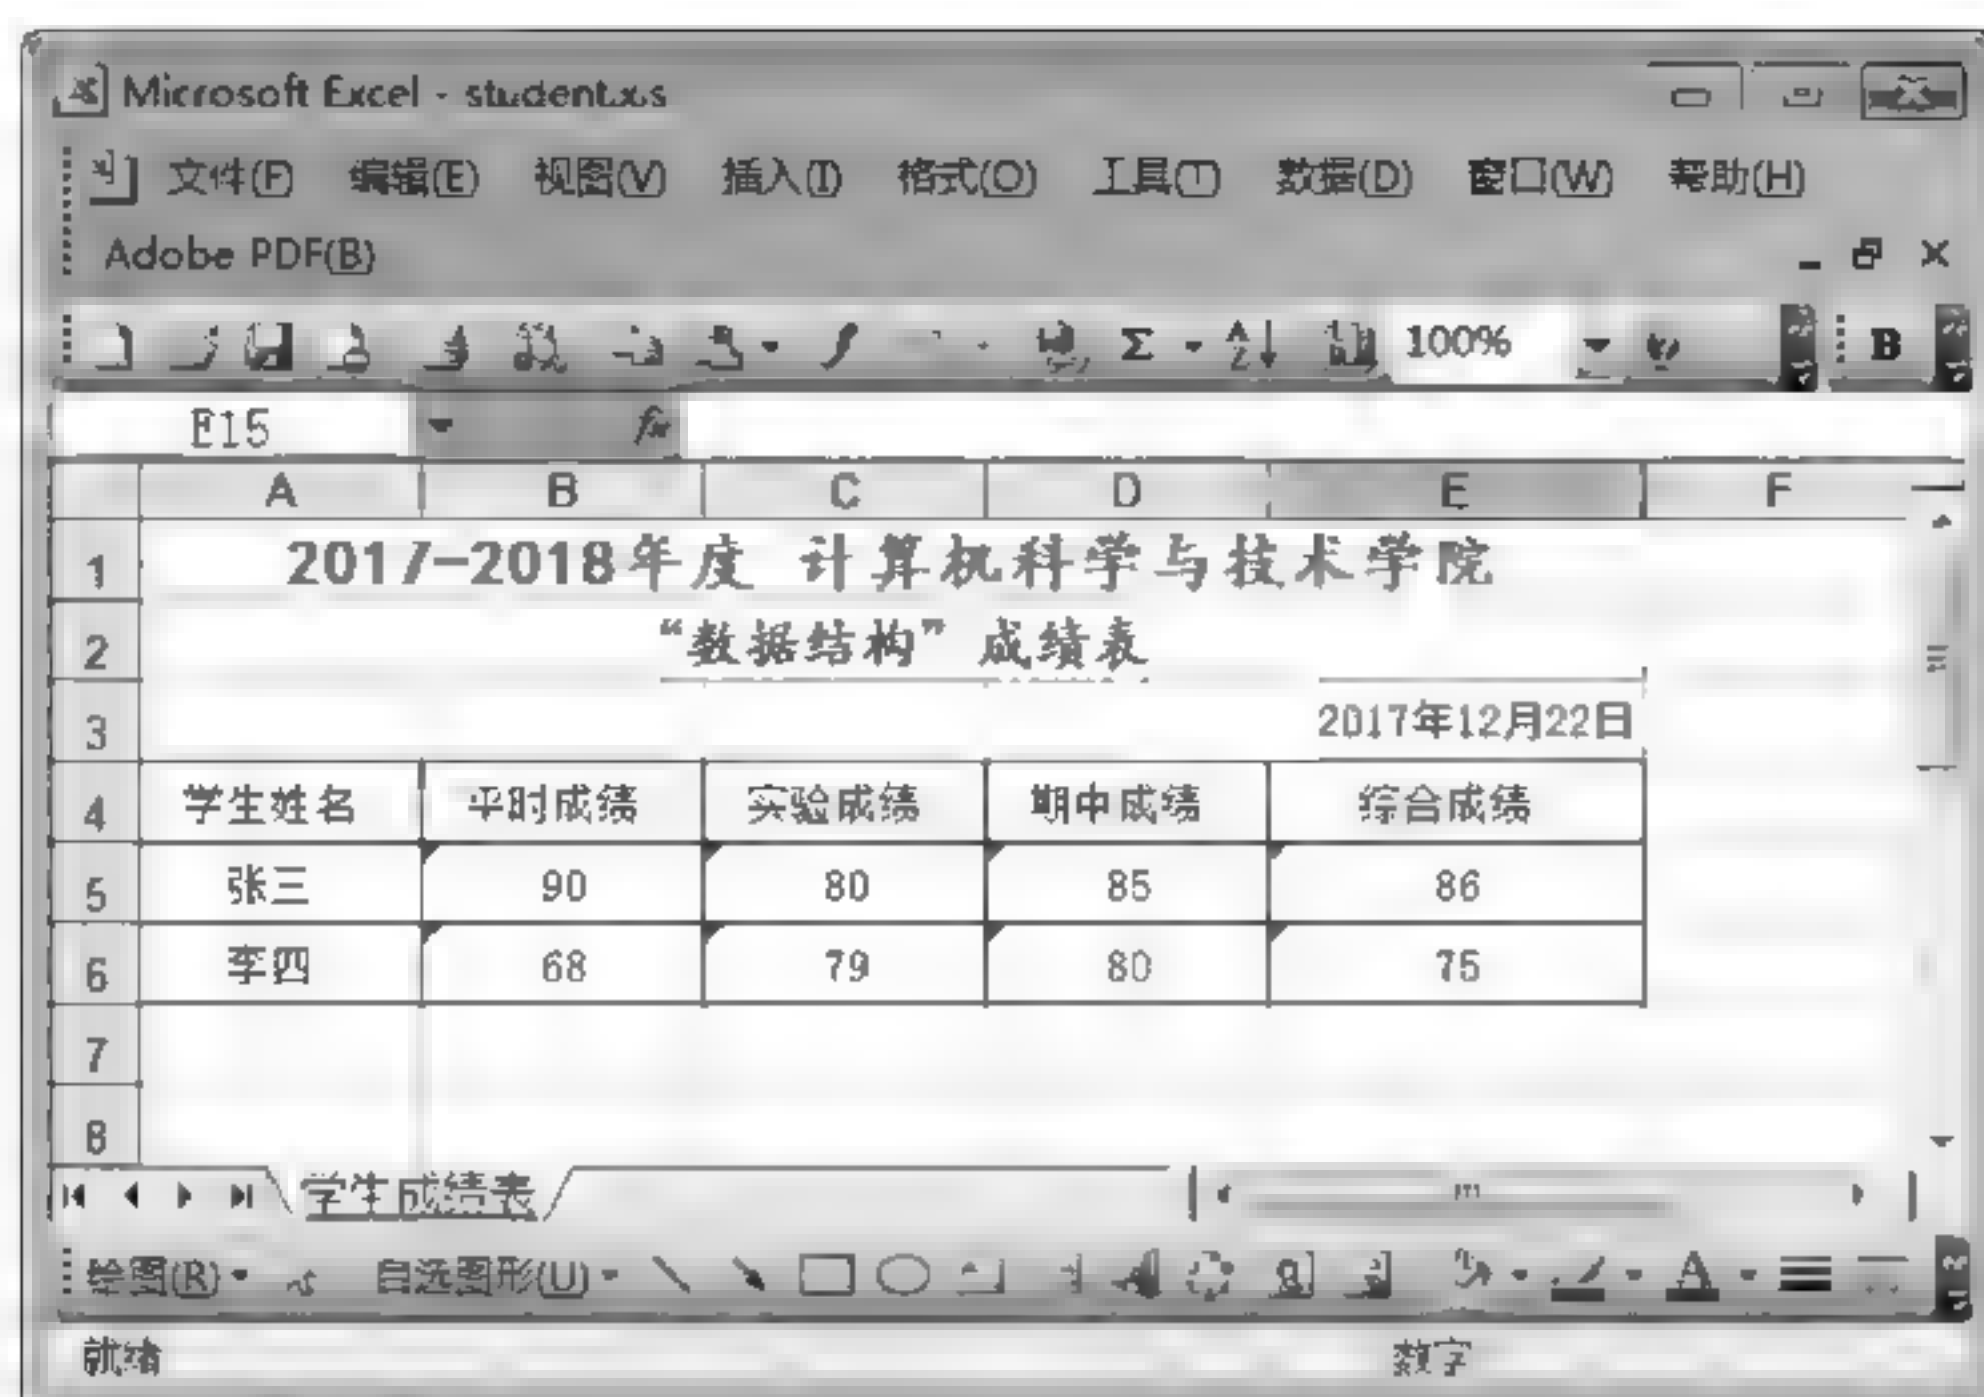 Microsoft Excel - student.xls
文件(F) 编辑(E) 视图(V) 插入(I) 格式(O) 工具(T) 数据(D) 窗口(W) 帮助(H)
Adobe PDF(B)
Σ 100% B
E15 fx
A B C D E F
1 2017-2018年度 计算机科学与技术学院
2 “数据结构”成绩表
3 2017年12月22日
4 学生姓名 平时成绩 实验成绩 期中成绩 综合成绩
5 张三 90 80 85 86
6 李四 68 79 80 75
7
8
学生成绩表
绘图(R) 自选图形(U) A
就绪 数字